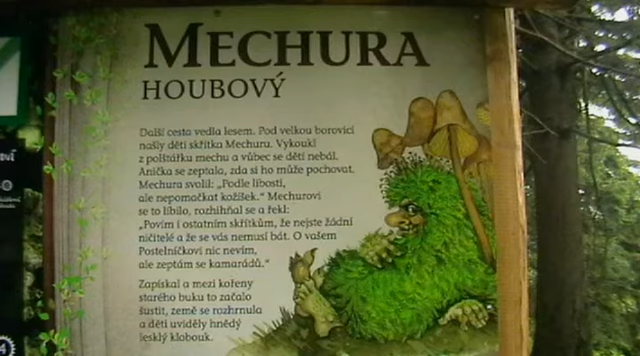 MECHURA
HOUBOVÝ
Další cesta vedla lesem. Pod velkou borovicí
našly děti skřítka Mechuru. Vykoukl
z polštářku mechu a vůbec se dětí nebál.
Anička se zeptala, zda si ho může pochovat.
Mechura svolil: „Podle libosti,
ale nepomačkat kožíšek.“ Mechurovi
se to líbilo, rozhihňal se a řekl:
„Povím i ostatním skřítkům, že nejste žádní
ničitelé a že se vás nemusí bát. O vašem
Postelníčkovi nic nevím,
ale zeptám se kamarádů.“
Zapískal a mezi kořeny
starého buku to začalo
šustit, země se rozhrnula
a děti uviděly hnědý
lesklý klobouk.